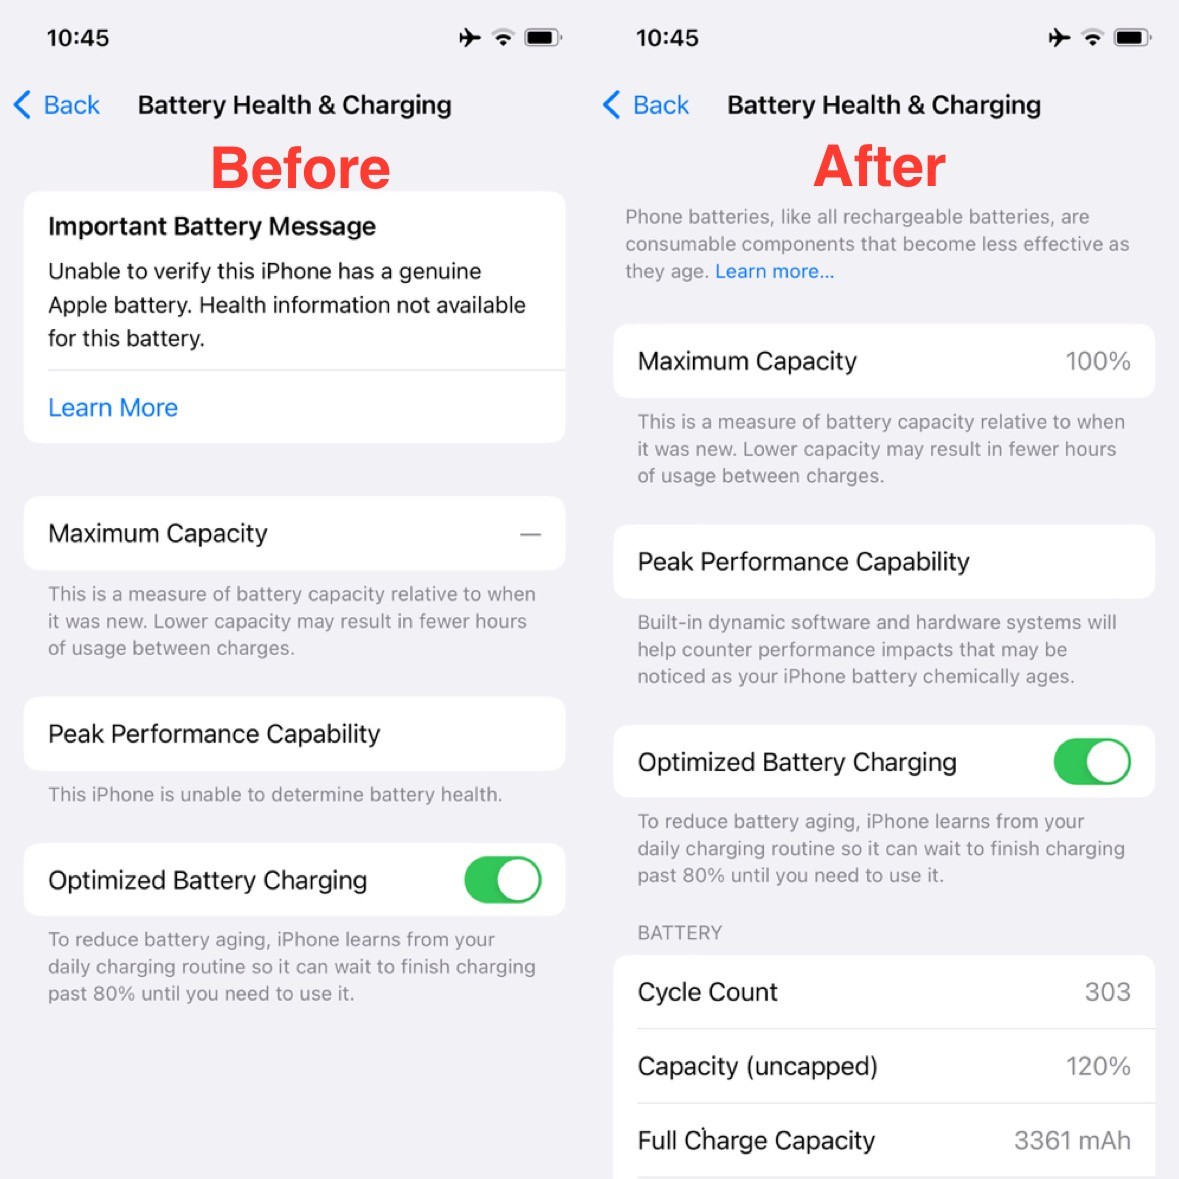 10:45
Back
Battery Health & Charging
Before
Important Battery Message
Unable to verify this iPhone has a genuine
Apple battery. Health information not available
for this battery.
Learn More
Maximum Capacity —
This is a measure of battery capacity relative to when
it was new. Lower capacity may result in fewer hours
of usage between charges.
Peak Performance Capability
This iPhone is unable to determine battery health.
Optimized Battery Charging
To reduce battery aging, iPhone learns from your
daily charging routine so it can wait to finish charging
past 80% until you need to use it.
10:45
Back
Battery Health & Charging
After
Phone batteries, like all rechargeable batteries, are
consumable components that become less effective as
they age. Learn more...
Maximum Capacity 100%
This is a measure of battery capacity relative to when
it was new. Lower capacity may result in fewer hours
of usage between charges.
Peak Performance Capability
Built-in dynamic software and hardware systems will
help counter performance impacts that may be
noticed as your iPhone battery chemically ages.
Optimized Battery Charging
To reduce battery aging, iPhone learns from your
daily charging routine so it can wait to finish charging
past 80% until you need to use it.
BATTERY
Cycle Count 303
Capacity (uncapped) 120%
Full Charge Capacity 3361 mAh